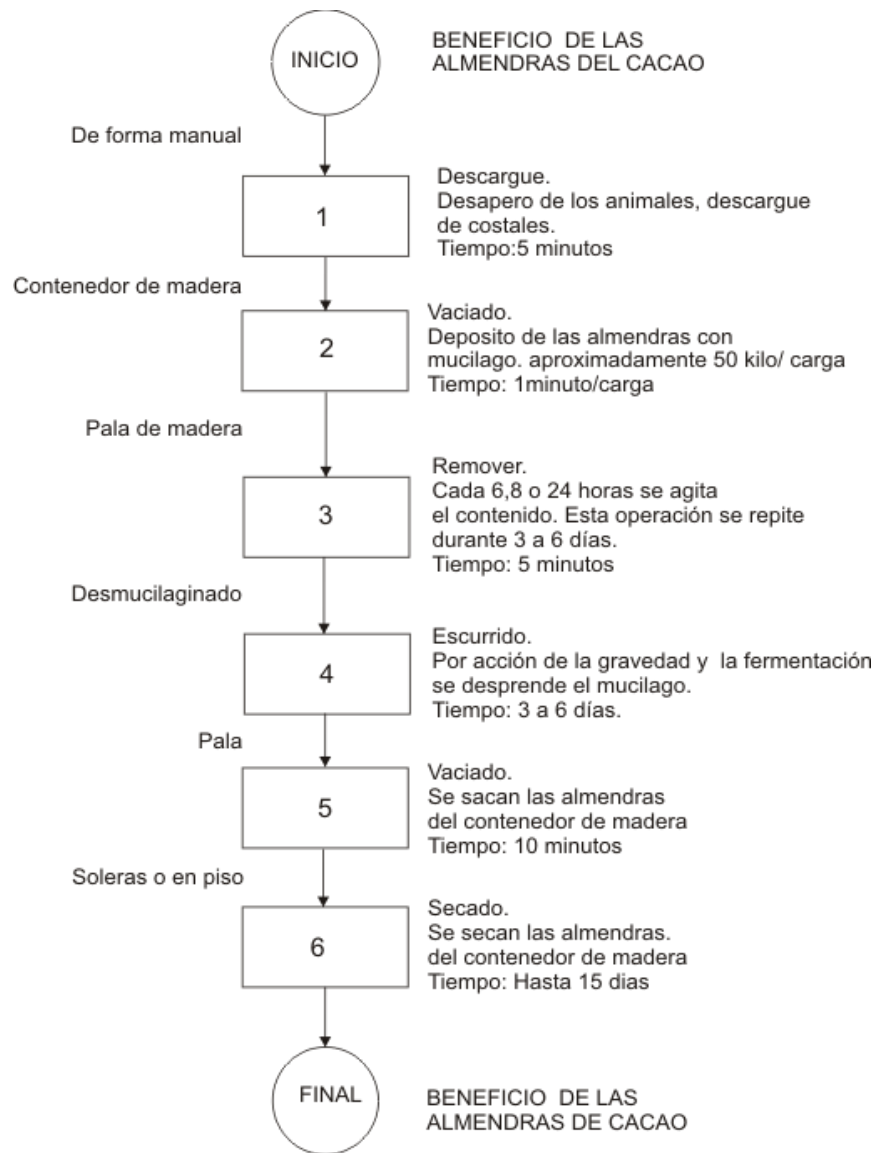 INICIO
BENEFICIO DE LAS
ALMENDRAS DEL CACAO
De forma manual
1
Descargue.
Desapero de los animales, descargue
de costales.
Tiempo:5 minutos
Contenedor de madera
2
Vaciado.
Deposito de las almendras con
mucilago. aproximadamente 50 kilo/ carga
Tiempo: 1minuto/carga
Pala de madera
3
Remover.
Cada 6,8 o 24 horas se agita
el contenido. Esta operación se repite
durante 3 a 6 días.
Tiempo: 5 minutos
Desmucilaginado
4
Escurrido.
Por acción de la gravedad y la fermentación
se desprende el mucilago.
Tiempo: 3 a 6 días.
Pala
5
Vaciado.
Se sacan las almendras
del contenedor de madera
Tiempo: 10 minutos
Soleras o en piso
6
Secado.
Se secan las almendras.
del contenedor de madera
Tiempo: Hasta 15 dias
FINAL
BENEFICIO DE LAS
ALMENDRAS DE CACAO